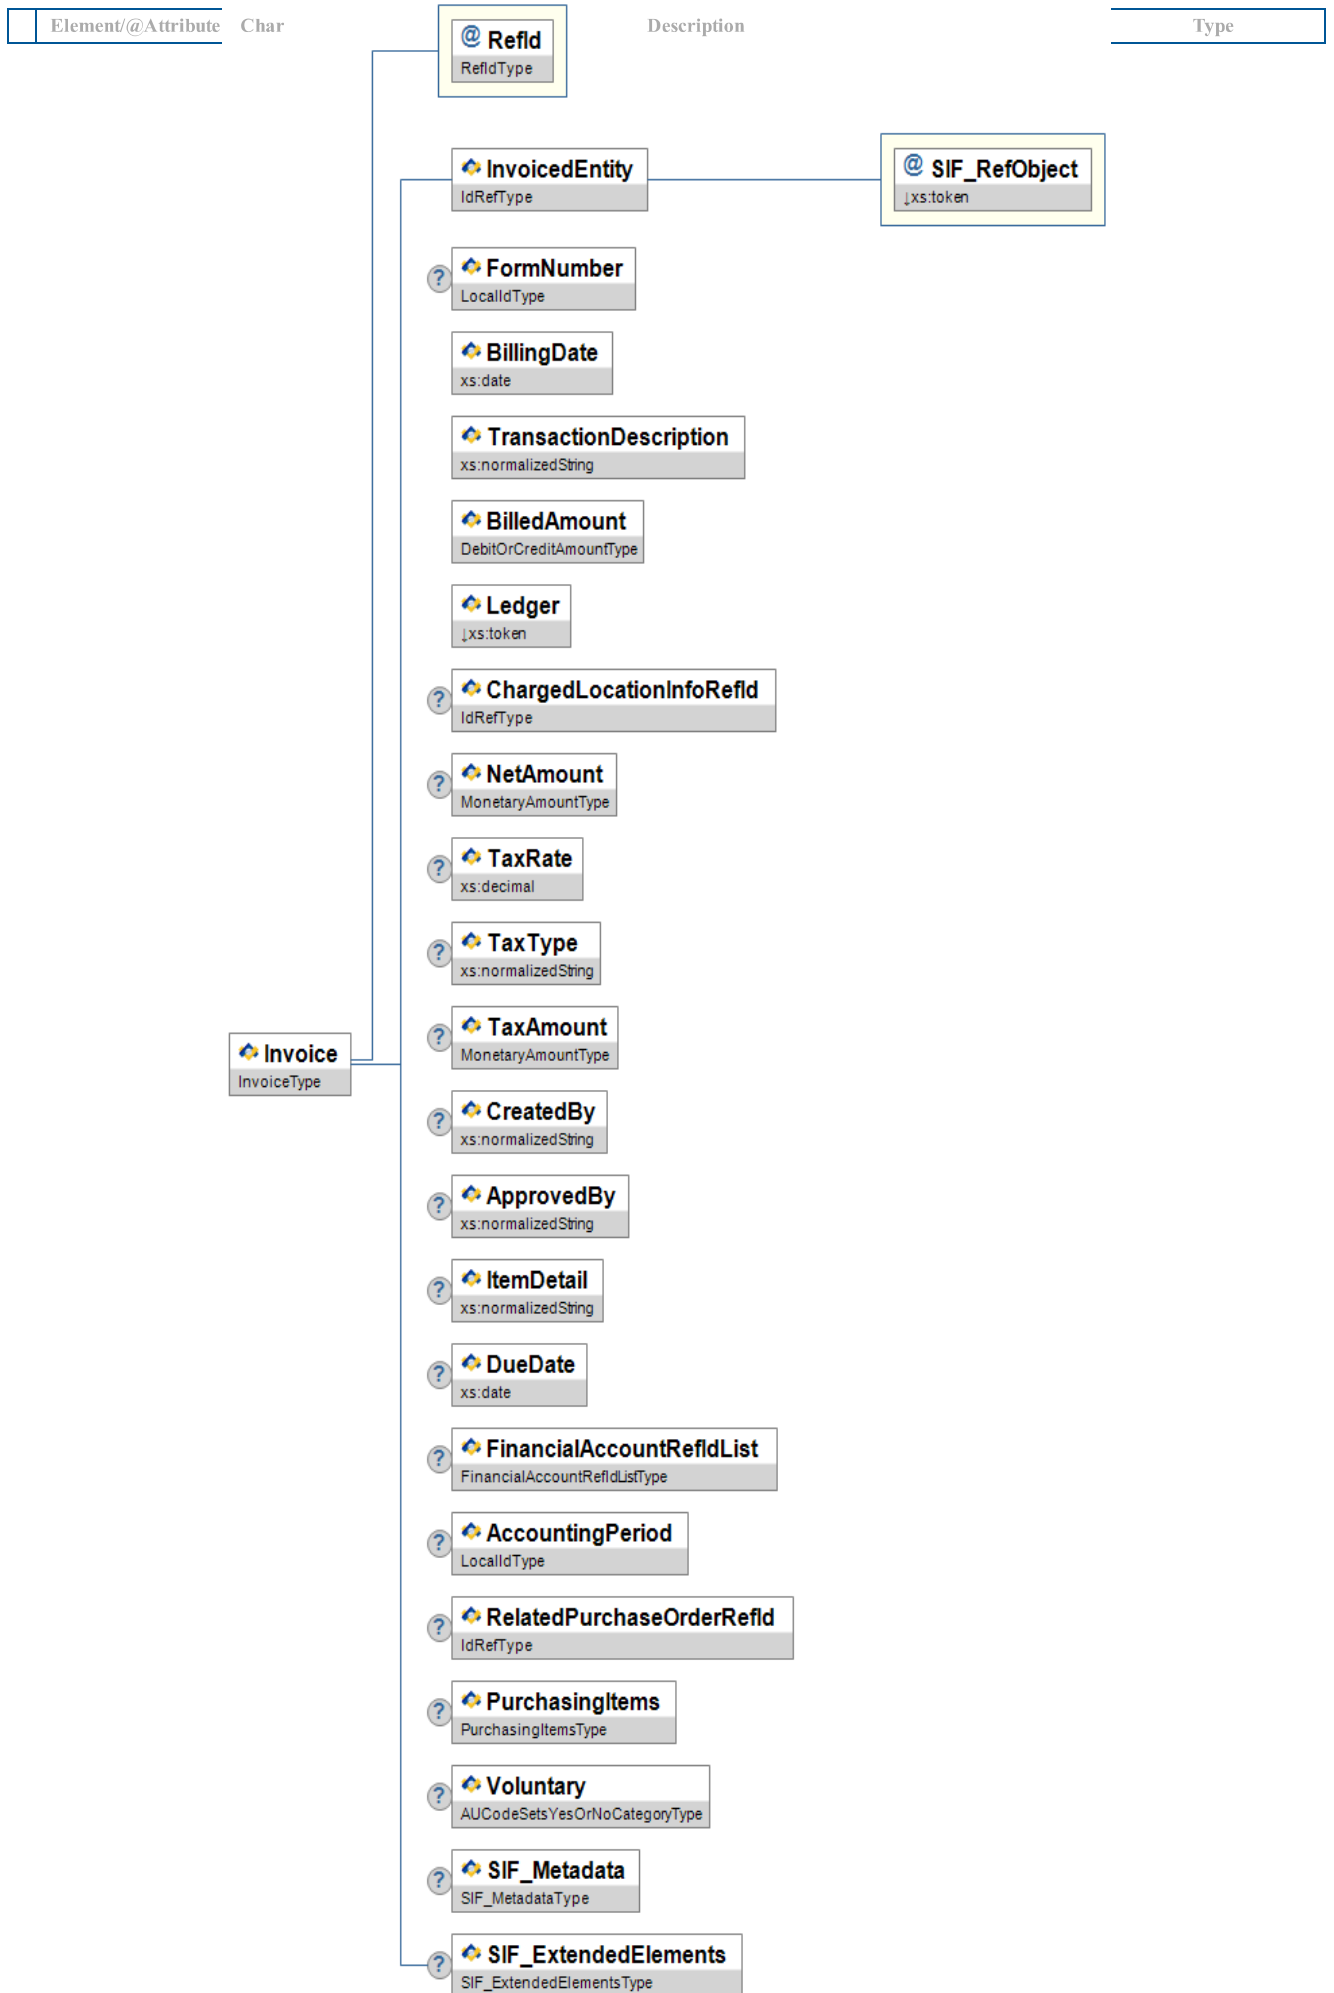 Element/@Attribute Char Description Type
@ RefId
RefIdType
InvoicedEntity
IdRefType
@ SIF_RefObject
↓xs:token
? FormNumber
LocalIdType
BillingDate
xs:date
TransactionDescription
xs:normalizedString
BilledAmount
DebitOrCreditAmountType
Ledger
↓xs:token
? ChargedLocationInfoRefId
IdRefType
? NetAmount
MonetaryAmountType
? TaxRate
xs:decimal
? TaxType
xs:normalizedString
? TaxAmount
MonetaryAmountType
Invoice
InvoiceType
? CreatedBy
xs:normalizedString
? ApprovedBy
xs:normalizedString
? ItemDetail
xs:normalizedString
? DueDate
xs:date
? FinancialAccountRefIdList
FinancialAccountRefIdListType
? AccountingPeriod
LocalIdType
? RelatedPurchaseOrderRefId
IdRefType
? PurchasingItems
PurchasingItemsType
? Voluntary
AUCodeSetsYesOrNoCategoryType
? SIF_Metadata
SIF_MetadataType
? SIF_ExtendedElements
SIF_ExtendedElementsType